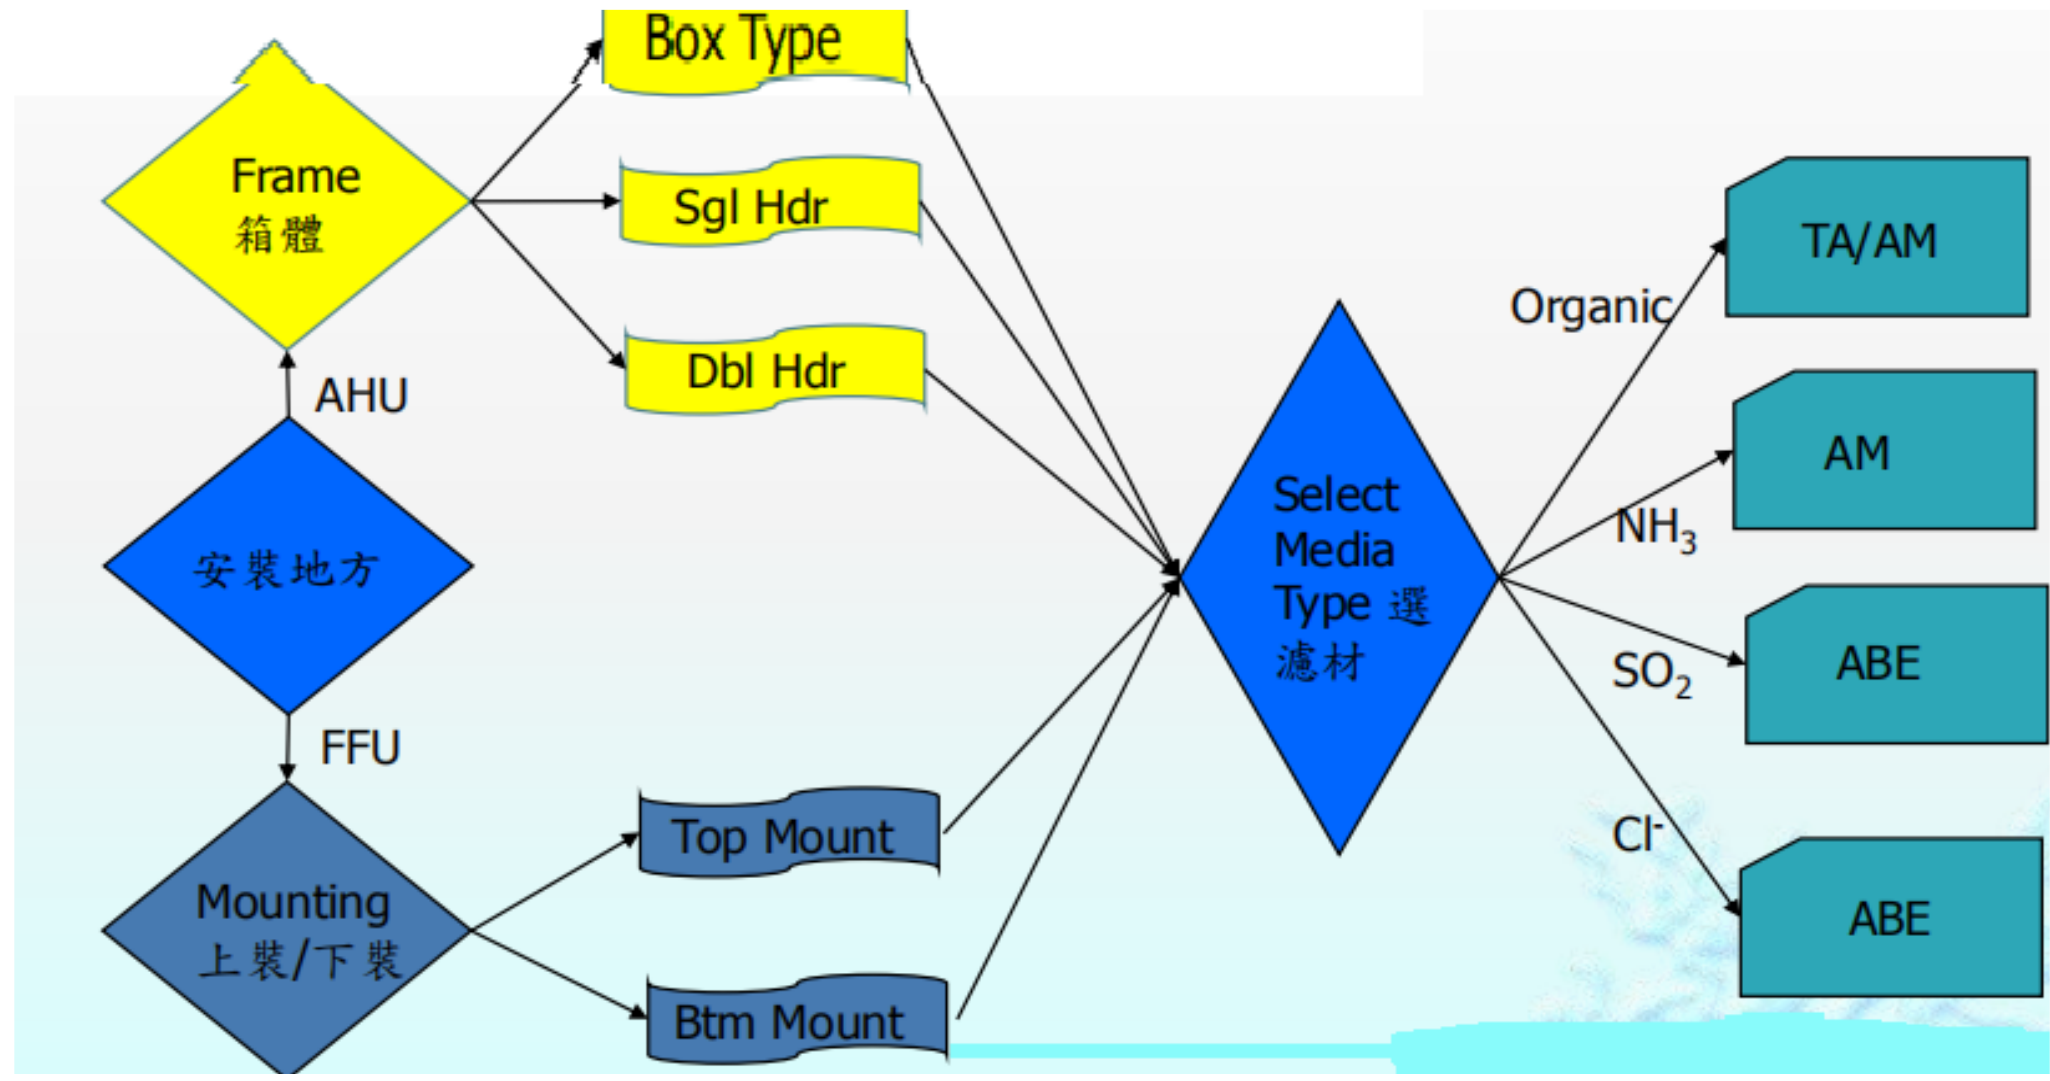 Box Type
Frame
箱體
Sgl Hdr
Dbl Hdr
AHU
安裝地方
FFU
Mounting
上裝/下裝
Top Mount
Btm Mount
Select
Media
Type 選
濾材
Organic
NH₃
SO₂
Cl⁻
TA/AM
AM
ABE
ABE